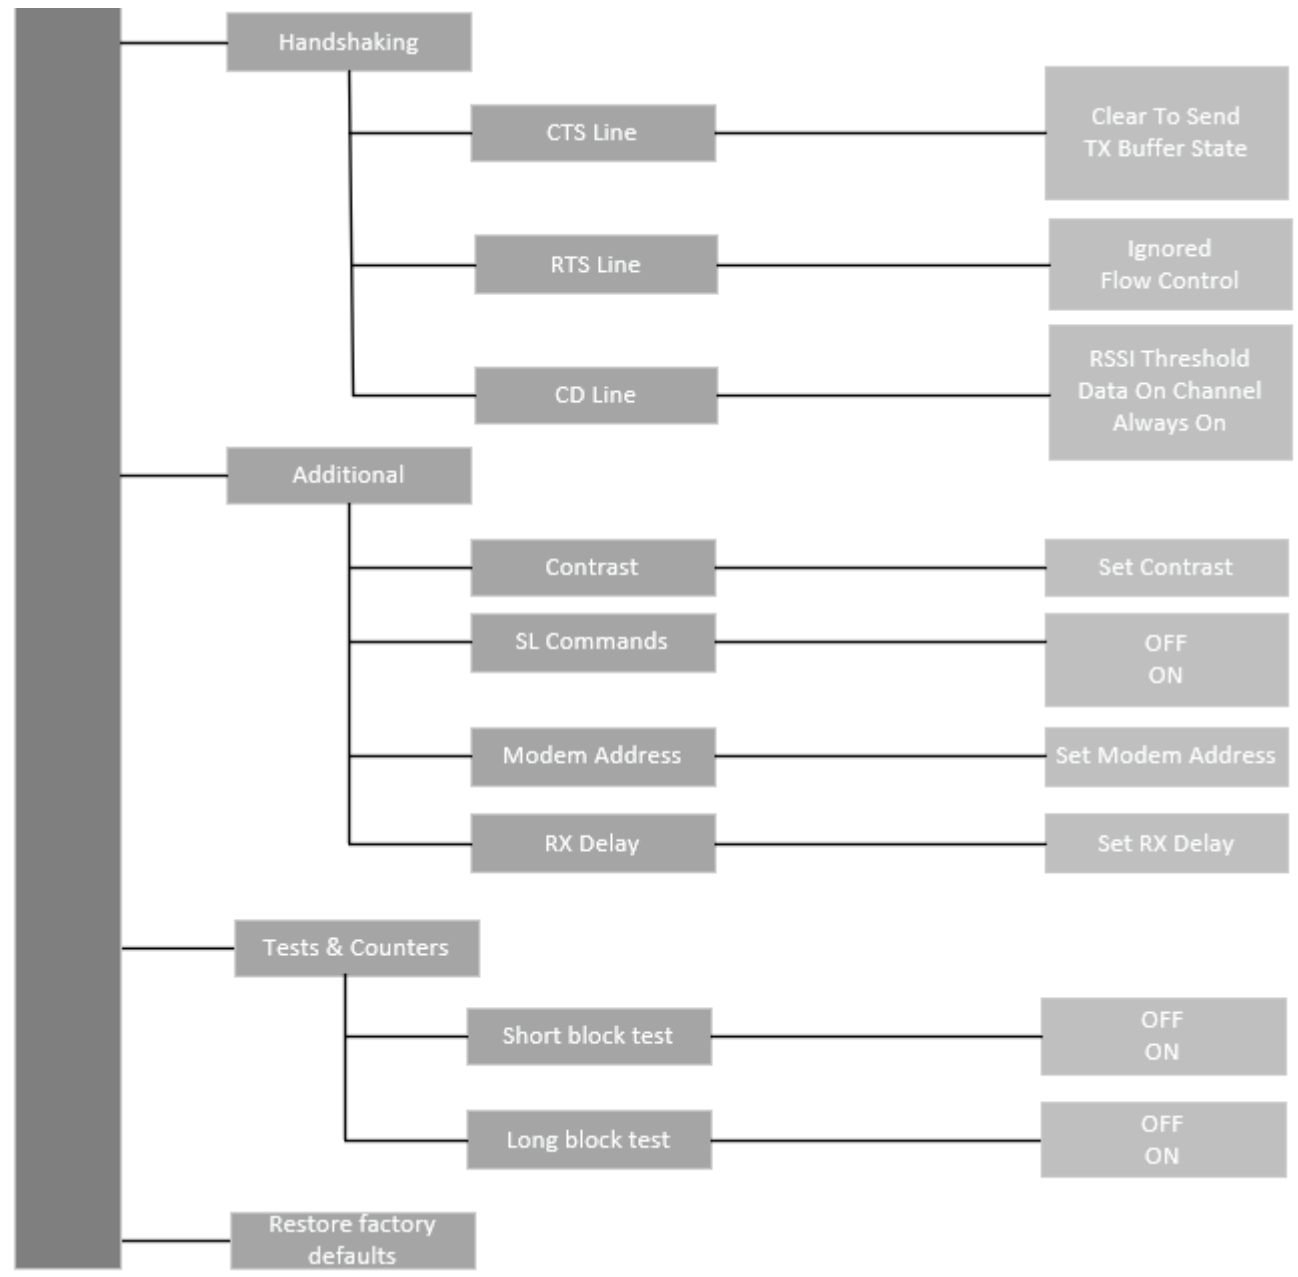 Handshaking
CTS Line
Clear To Send
TX Buffer State
RTS Line
Ignored
Flow Control
CD Line
RSSI Threshold
Data On Channel
Always On
Additional
Contrast
Set Contrast
SL Commands
OFF
ON
Modem Address
Set Modem Address
RX Delay
Set RX Delay
Tests & Counters
Short block test
OFF
ON
Long block test
OFF
ON
Restore factory
defaults